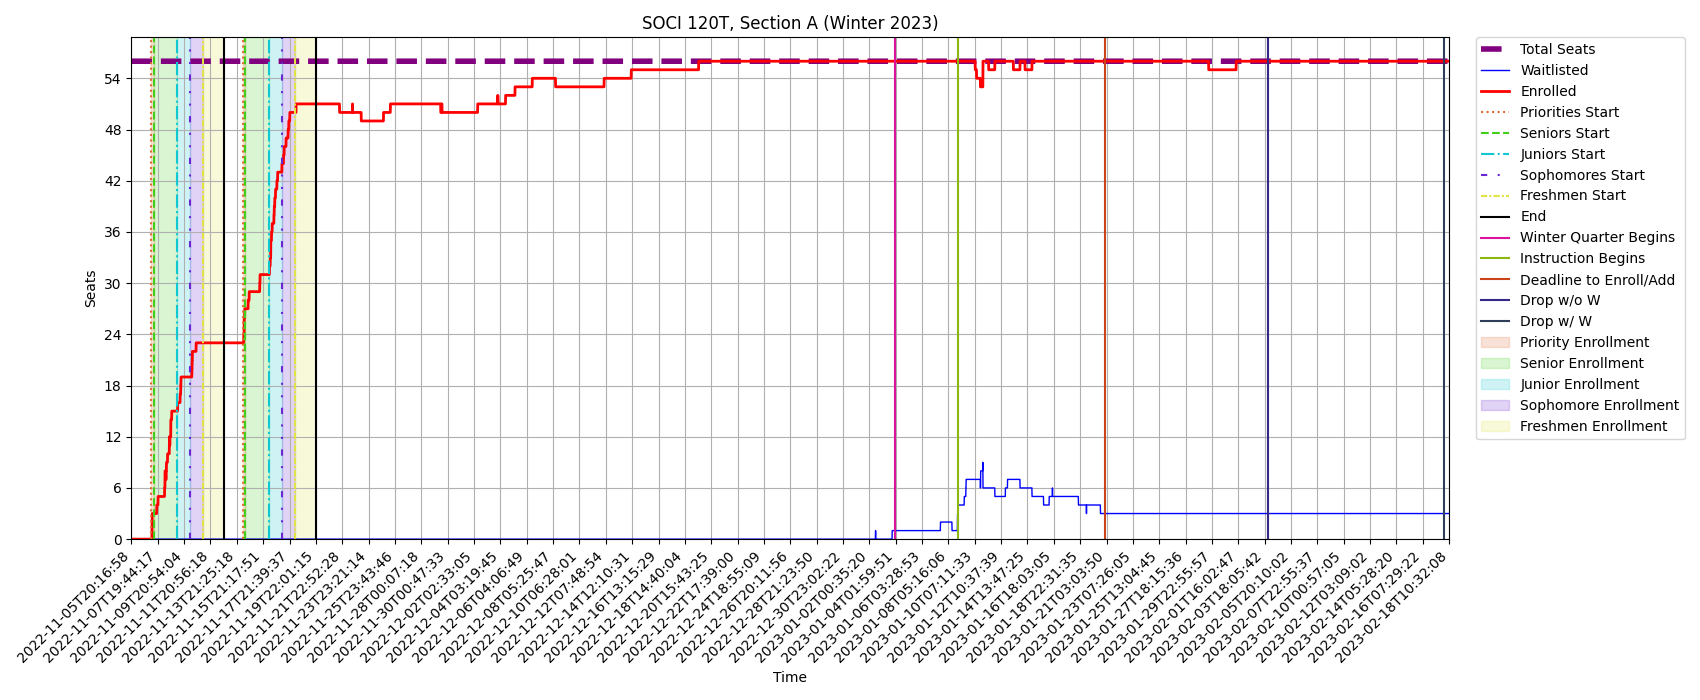 SOCI 120T, Section A (Winter 2023)
Seats
54
48
42
36
30
24
18
12
6
0
2022-11-05T20:16:58
2022-11-07T19:44:17
2022-11-09T20:54:04
2022-11-11T20:56:18
2022-11-13T21:25:18
2022-11-15T21:17:51
2022-11-17T21:39:37
2022-11-19T22:01:15
2022-11-21T22:52:28
2022-11-23T23:21:14
2022-11-25T23:43:46
2022-11-28T00:07:18
2022-11-30T00:47:33
2022-12-02T02:33:05
2022-12-04T03:19:45
2022-12-06T04:06:49
2022-12-08T05:25:47
2022-12-10T06:28:01
2022-12-12T07:48:54
2022-12-14T12:10:31
2022-12-16T13:15:29
2022-12-18T14:40:04
2022-12-20T15:43:25
2022-12-22T17:39:00
2022-12-24T18:55:09
2022-12-26T20:11:56
2022-12-28T21:23:50
2022-12-30T23:02:22
2023-01-02T00:35:20
2023-01-04T01:59:51
2023-01-06T03:28:53
2023-01-08T05:16:06
2023-01-10T07:11:33
2023-01-12T10:37:39
2023-01-14T13:47:25
2023-01-16T18:03:05
2023-01-18T22:31:35
2023-01-21T03:03:50
2023-01-23T07:26:05
2023-01-25T13:04:45
2023-01-27T18:15:36
2023-01-29T22:55:57
2023-02-01T16:02:47
2023-02-03T18:05:42
2023-02-05T20:10:02
2023-02-07T22:55:37
2023-02-10T00:57:05
2023-02-12T03:09:02
2023-02-14T05:28:20
2023-02-16T07:29:22
2023-02-18T10:32:08
Time
Total Seats
Waitlisted
Enrolled
Priorities Start
Seniors Start
Juniors Start
Sophomores Start
Freshmen Start
End
Winter Quarter Begins
Instruction Begins
Deadline to Enroll/Add
Drop w/o W
Drop w/ W
Priority Enrollment
Senior Enrollment
Junior Enrollment
Sophomore Enrollment
Freshmen Enrollment